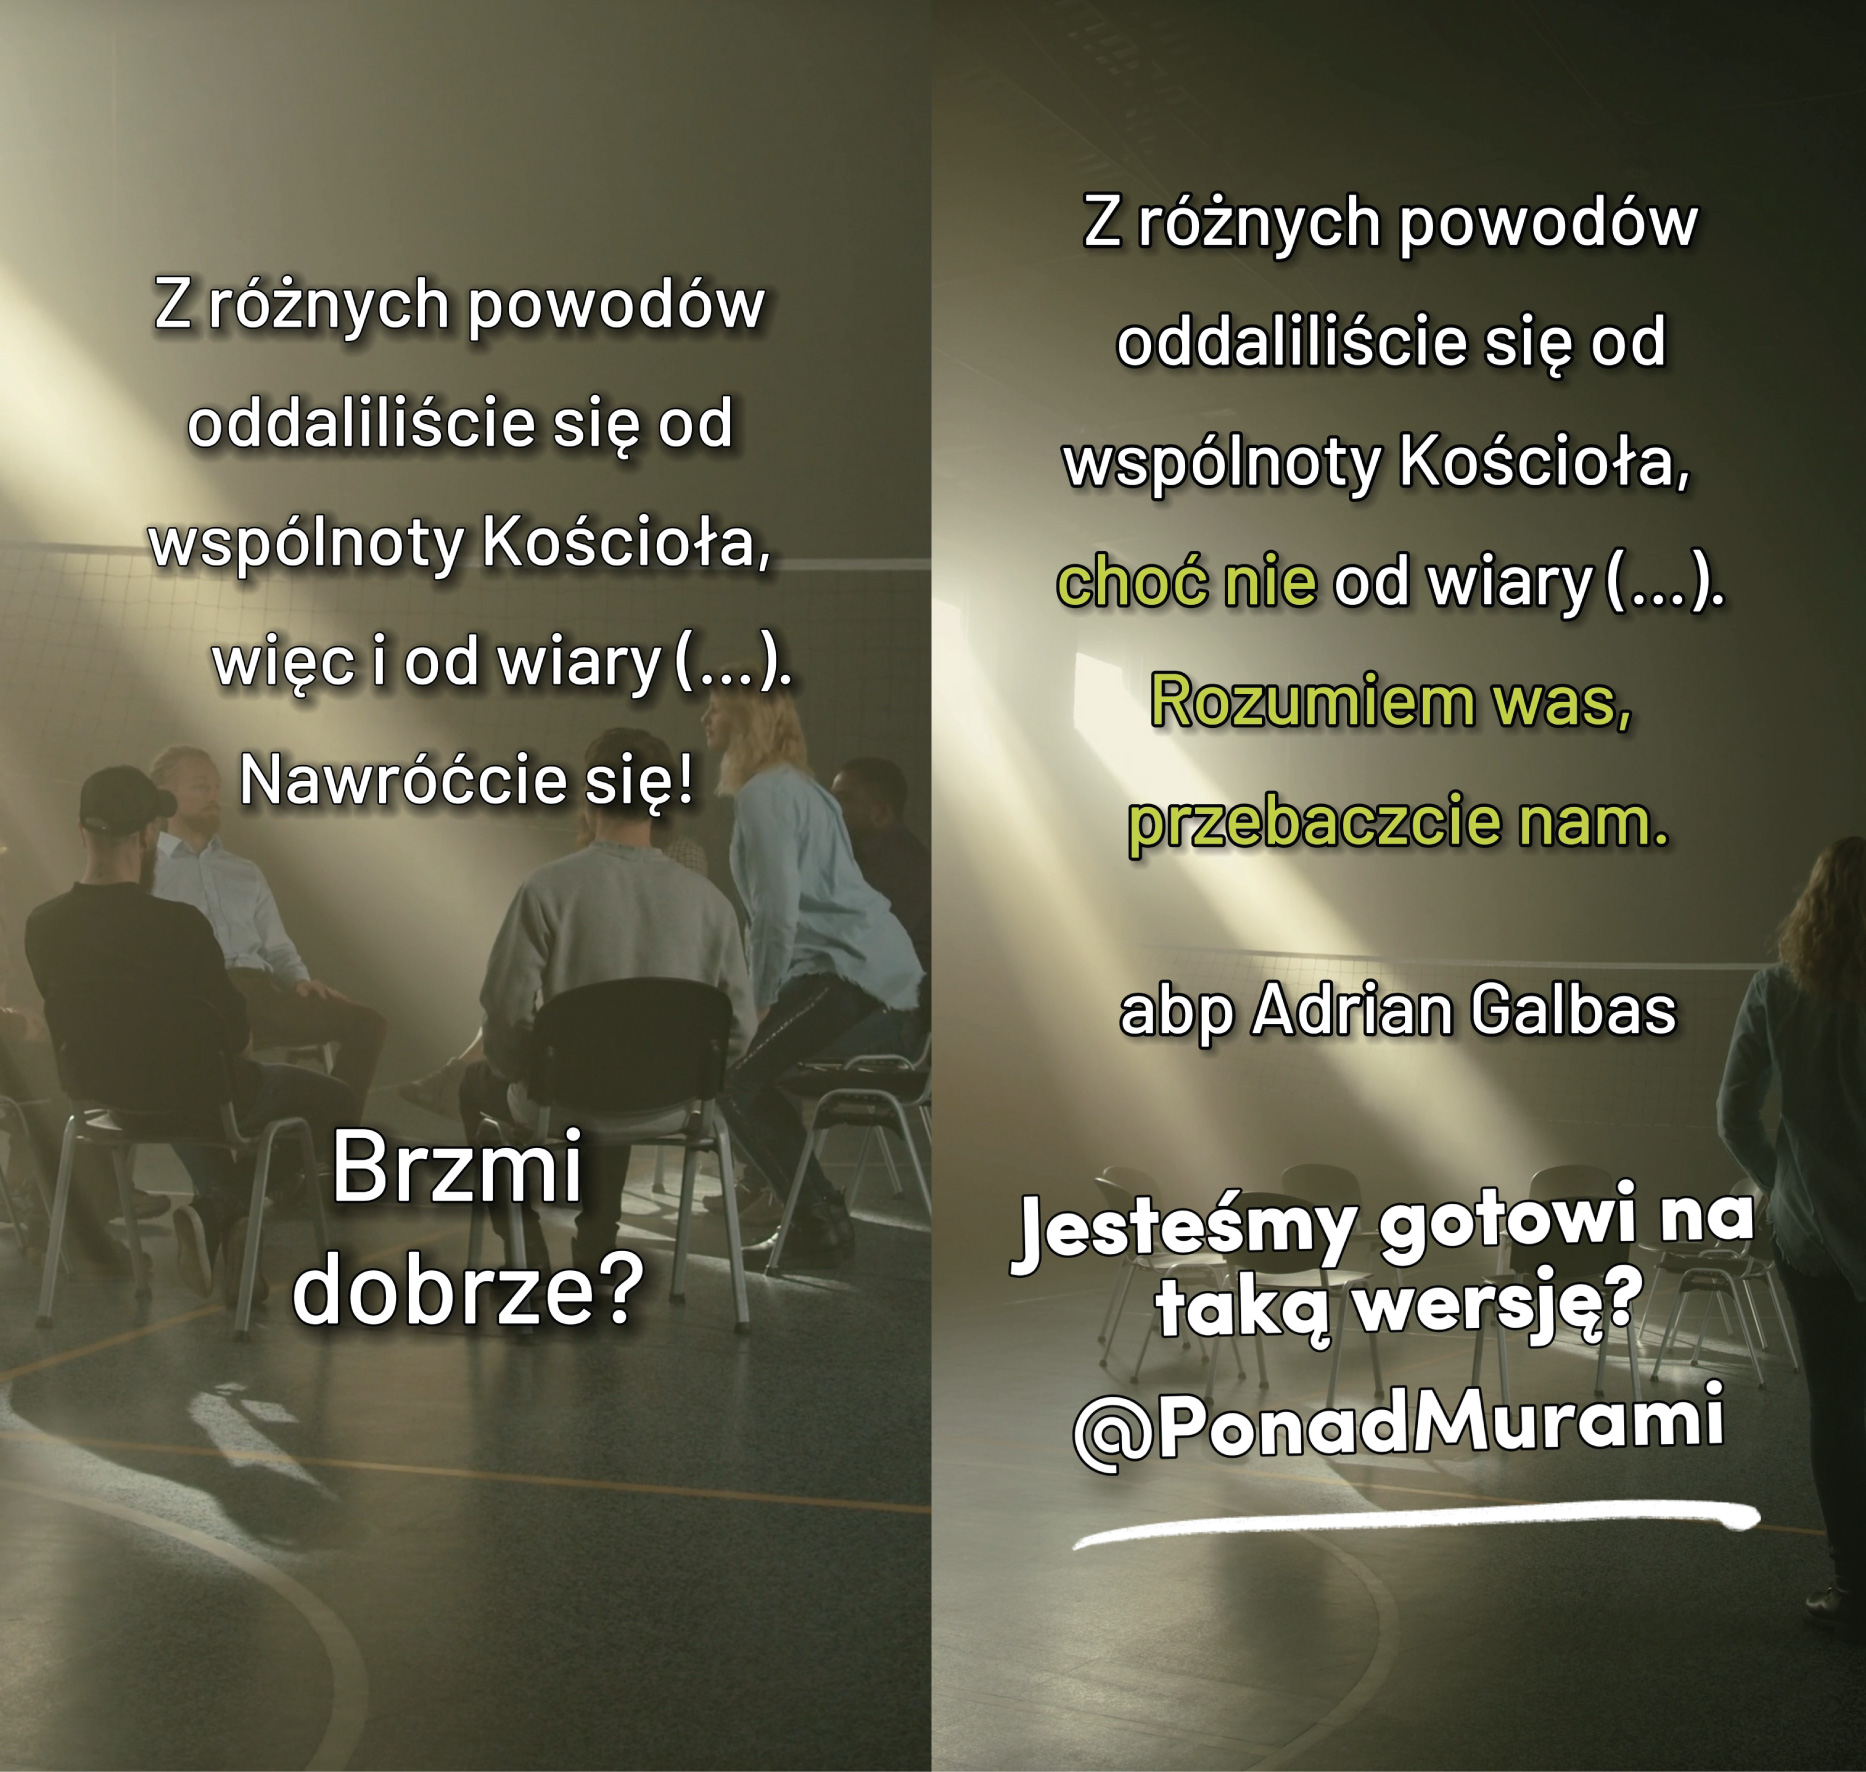 Z różnych powodów
oddaliliście się od
wspólnoty Kościoła,
więc i od wiary (...).
Nawróćcie się!
Brzmi
dobrze?
Z różnych powodów
oddaliliście się od
wspólnoty Kościoła,
choć nie od wiary (...).
Rozumiem was,
przebaczcie nam.
abp Adrian Galbas
Jesteśmy gotowi na
taką wersję?
@PonadMurami